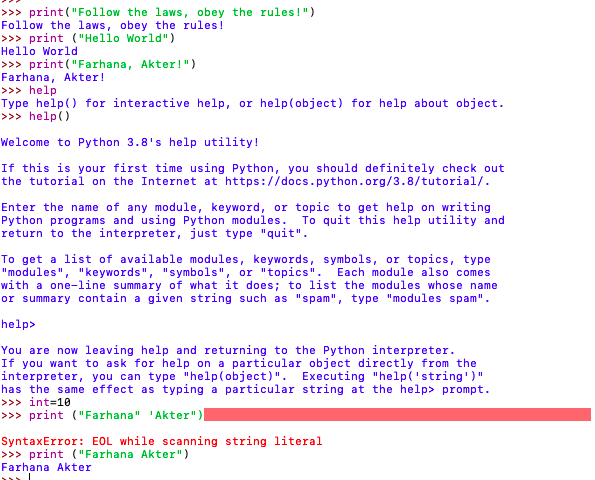 >>> print("Follow the laws, obey the rules!")
Follow the laws, obey the rules!
>>> print ("Hello World")
Hello World
>>> print("Farhana, Akter!")
Farhana, Akter!
>>> help
Type help() for interactive help, or help(object) for help about object.
>>> help()
Welcome to Python 3.8's help utility!
If this is your first time using Python, you should definitely check out
the tutorial on the Internet at https://docs.python.org/3.8/tutorial/.
Enter the name of any module, keyword, or topic to get help on writing
Python programs and using Python modules.  To quit this help utility and
return to the interpreter, just type "quit".
To get a list of available modules, keywords, symbols, or topics, type
"modules", "keywords", "symbols", or "topics".  Each module also comes
with a one-line summary of what it does; to list the modules whose name
or summary contain a given string such as "spam", type "modules spam".
help>
You are now leaving help and returning to the Python interpreter.
If you want to ask for help on a particular object directly from the
interpreter, you can type "help(object)".  Executing "help('string')"
has the same effect as typing a particular string at the help> prompt.
>>> int=10
>>> print ("Farhana" 'Akter")
SyntaxError: EOL while scanning string literal
>>> print ("Farhana Akter")
Farhana Akter
>>>